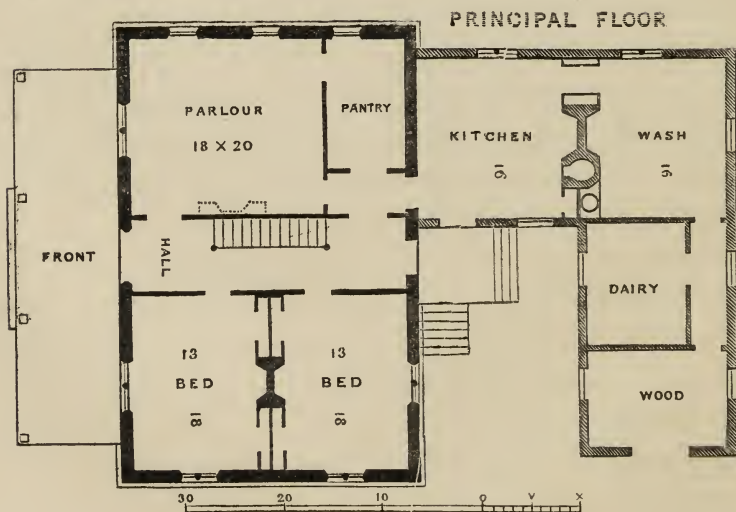 PRINCIPAL FLOOR
PARLOUR
18 X 20
PANTRY
KITCHEN
16
WASH
16
FRONT
HALL
DAIRY
13
BED
18
13
BED
18
WOOD
30 20 10 0 V X